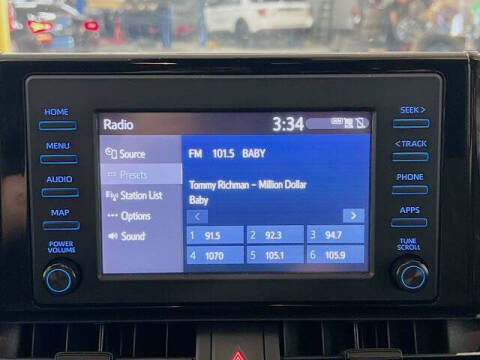 HOME
MENU
AUDIO
MAP
POWER
VOLUME
Radio
3:34
Source
Presets
Station List
Options
Sound
FM 101.5 BABY
Tommy Richman - Million Dollar
Baby
< >
1 91.5 2 92.3 3 94.7
4 1070 5 105.1 6 105.9
SEEK >
< TRACK
PHONE
APPS
TUNE
SCROLL